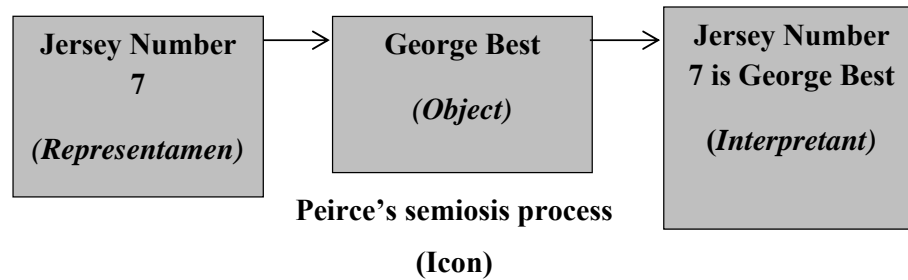 Jersey Number
7
(Representamen)
George Best
(Object)
Jersey Number
7 is George Best
(Interpretant)
Peirce’s semiosis process
(Icon)